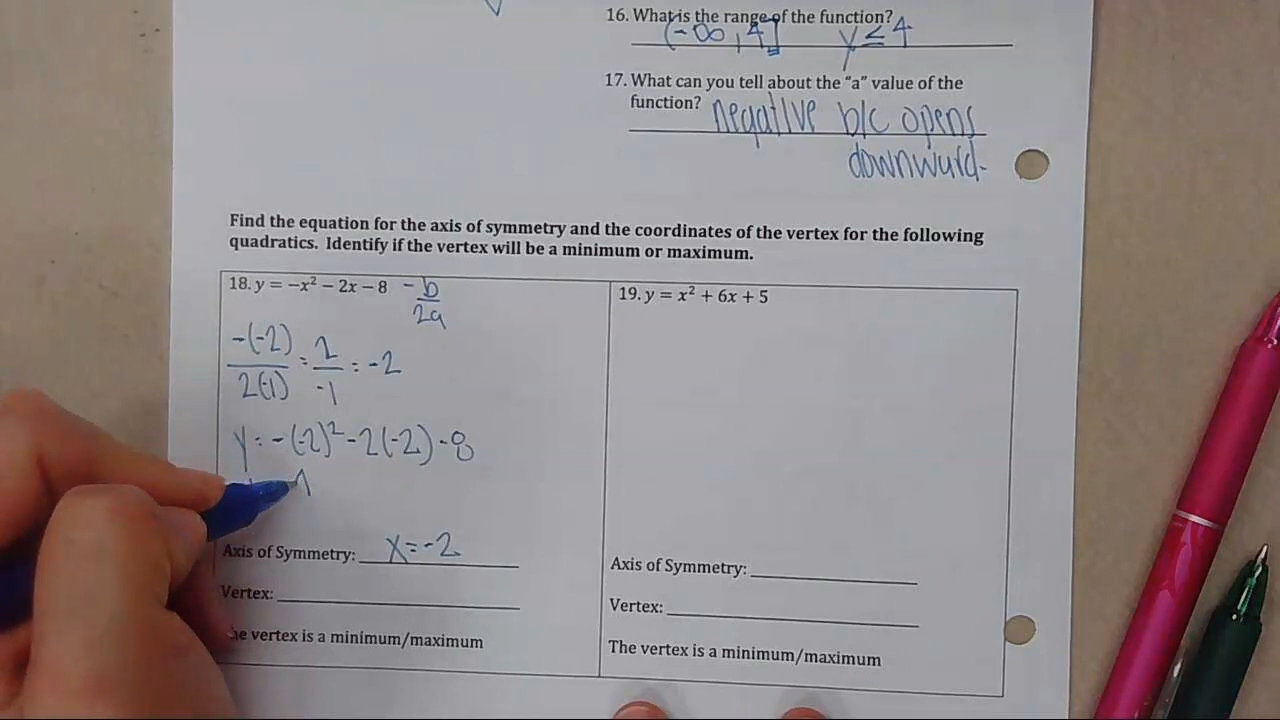 16. What is the range of the function?
(-∞, 4] y ≤ 4
17. What can you tell about the "a" value of the
function? negative b/c opens
downward.
Find the equation for the axis of symmetry and the coordinates of the vertex for the following
quadratics. Identify if the vertex will be a minimum or maximum.
18. y = −x² − 2x − 8 -b/2a
-(-2)/2(-1) = 2/-1 = -2
y = -(-2)² - 2(-2) - 8
Axis of Symmetry: x = -2
Vertex:
he vertex is a minimum/maximum
19. y = x² + 6x + 5
Axis of Symmetry:
Vertex:
The vertex is a minimum/maximum